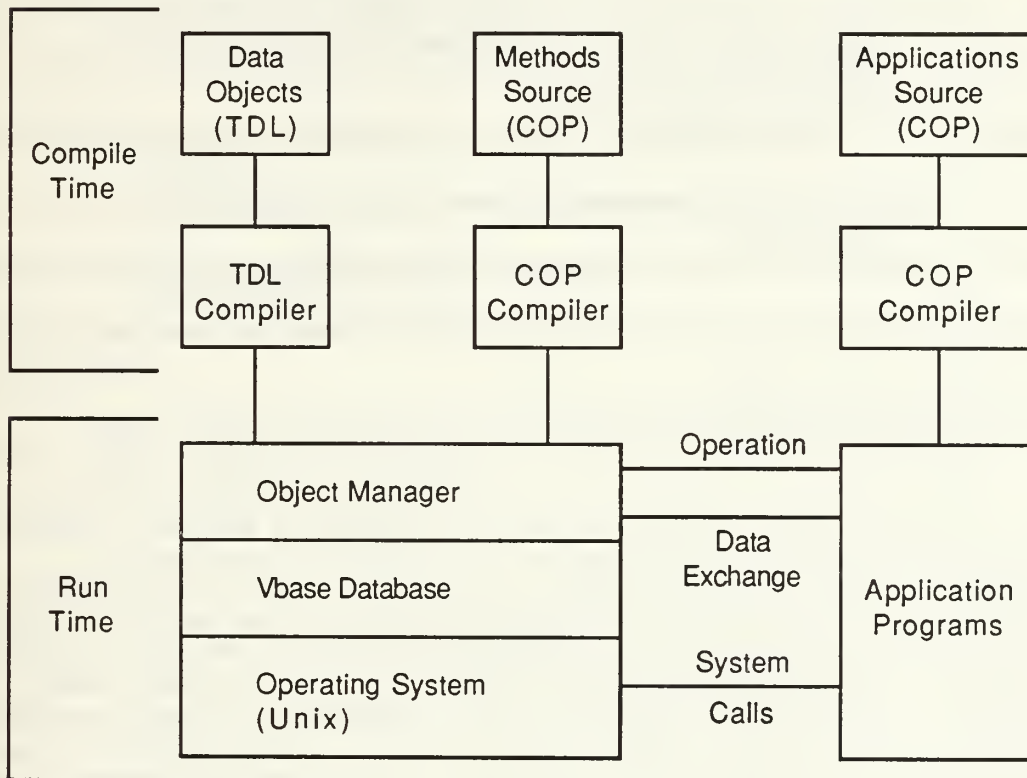 Compile
Time
Data
Objects
(TDL)
Methods
Source
(COP)
Applications
Source
(COP)
TDL
Compiler
COP
Compiler
COP
Compiler
Run
Time
Object Manager
Vbase Database
Operating System
(Unix)
Operation
Data
Exchange
System
Calls
Application
Programs